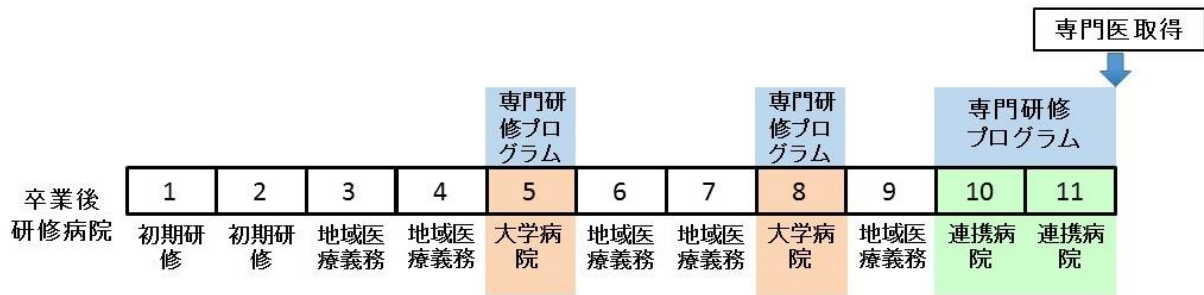 専門医取得
専門研
修プロ
グラム
専門研
修プロ
グラム
専門研修
プログラム
卒業後
研修病院
1 2 3 4 5 6 7 8 9 10 11
初期研
修
初期研
修
地域医
療義務
地域医
療義務
大学病
院
地域医
療義務
地域医
療義務
大学病
院
地域医
療義務
連携病
院
連携病
院